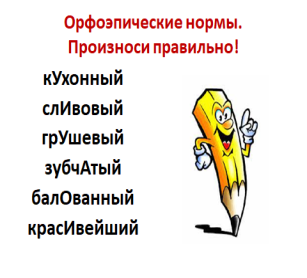 Орфоэпические нормы.
Произноси правильно!
кУхонный
слИвовый
грУшевый
зубчАтый
балОванный
красИвейший